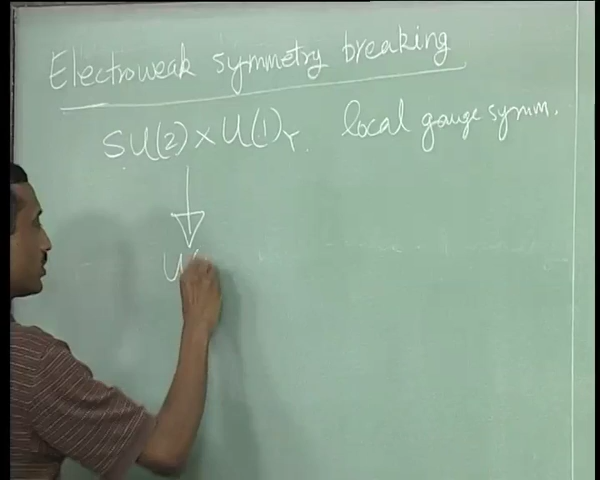 Electroweak symmetry breaking
SU(2) × U(1)Y. local gauge symm.
U(